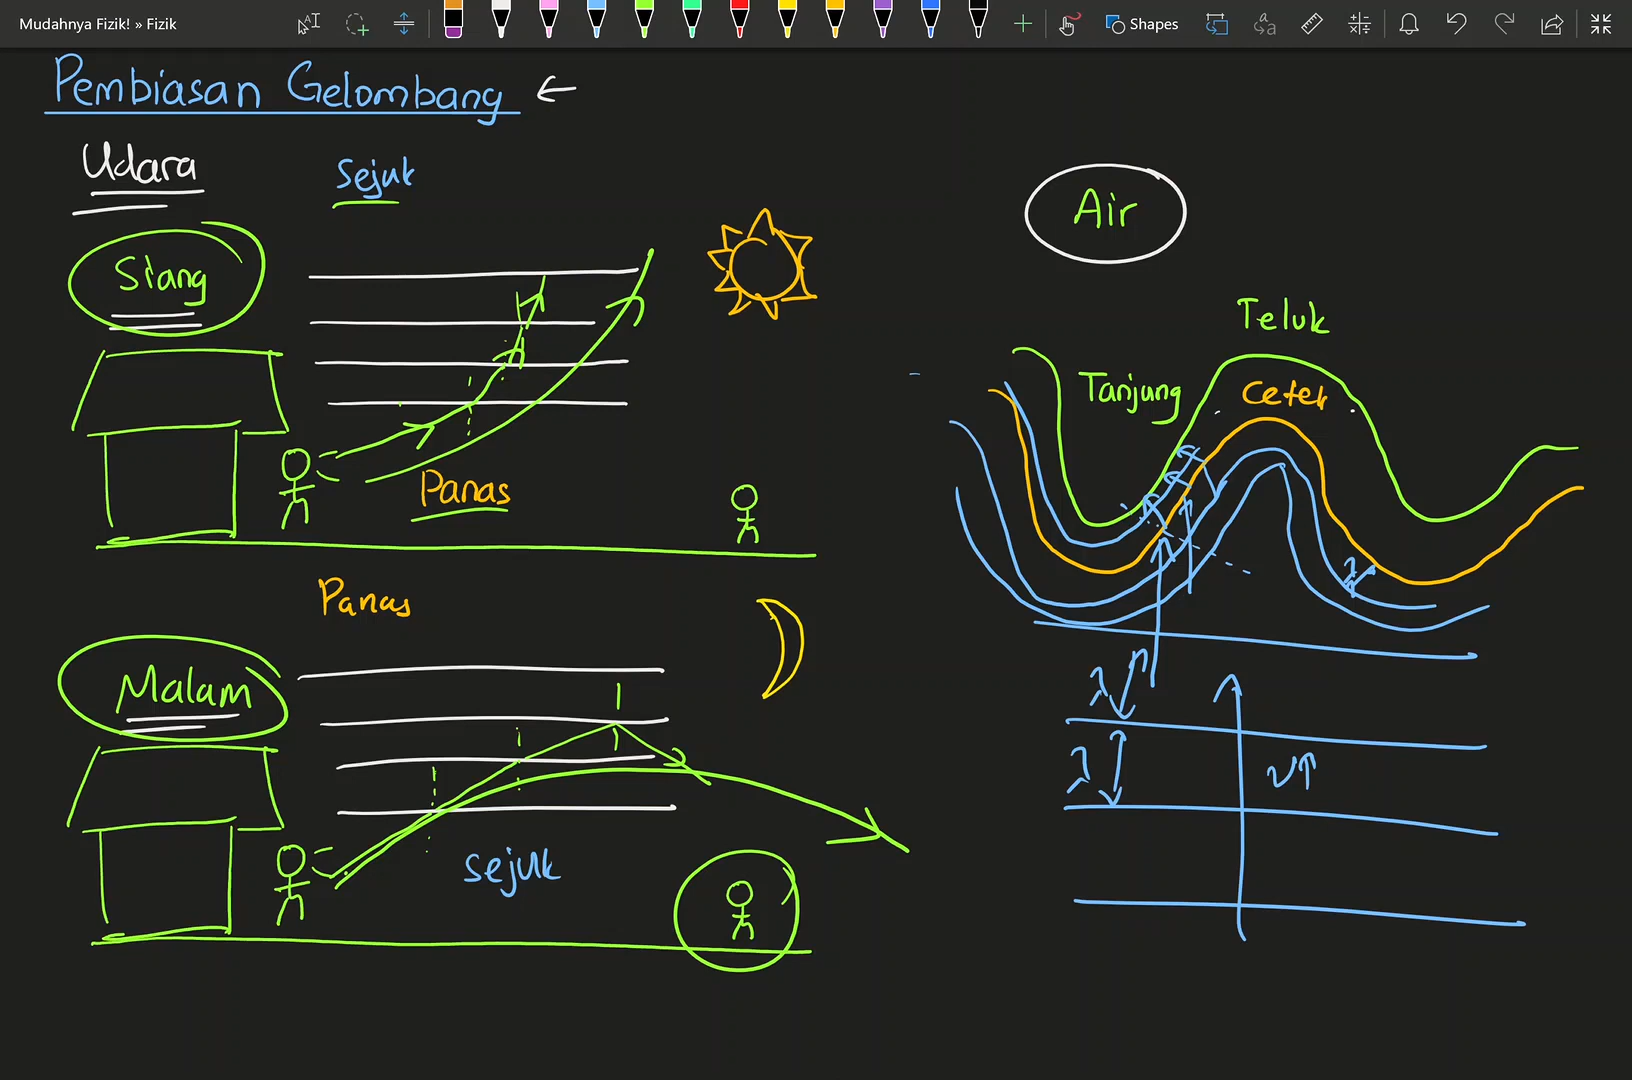 Mudahnya Fizik! » Fizik
Shapes
Pembiasan Gelombang ←
Udara
Sejuk
Siang
Panas
Panas
Malam
sejuk
Air
Teluk
Tanjung
Cetek
λ
λ
λ
v↑